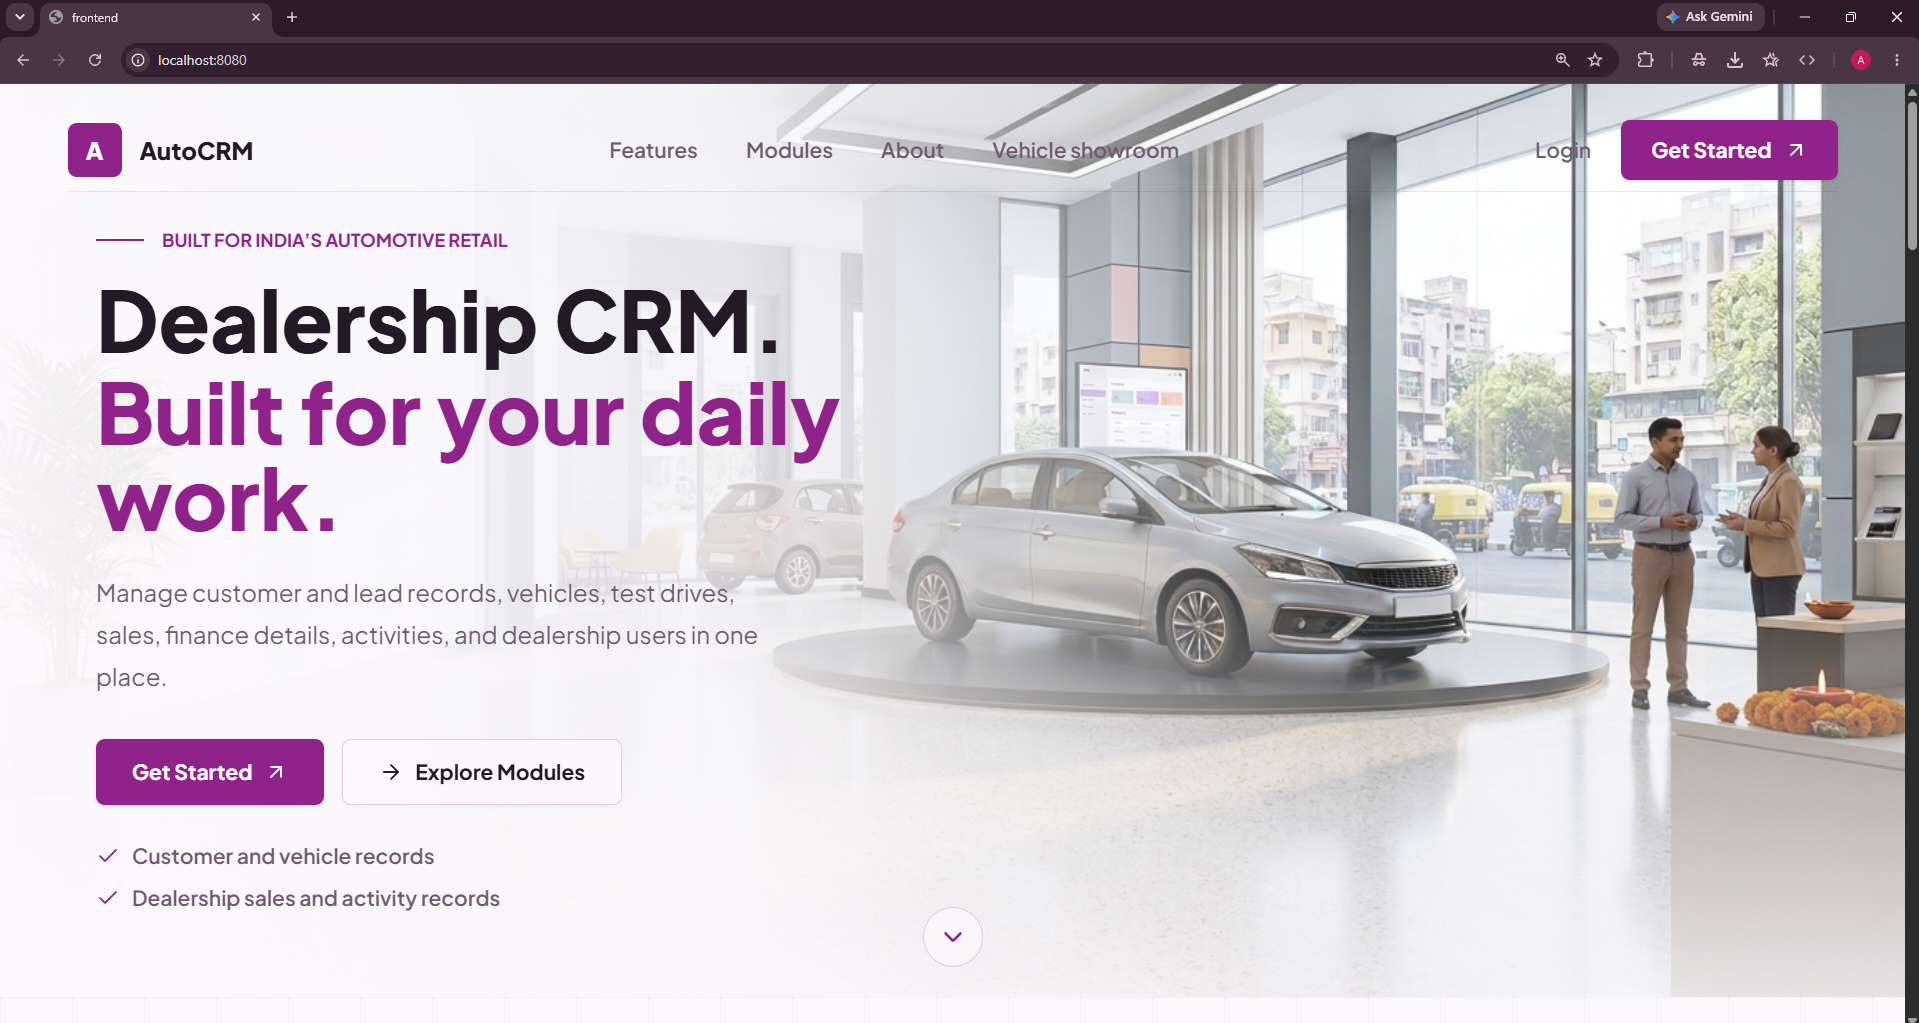 frontend
Ask Gemini
localhost:8080
A
A
AutoCRM
Features
Modules
About
Vehicle showroom
Login
Get Started
BUILT FOR INDIA’S AUTOMOTIVE RETAIL
Dealership CRM.
Built for your daily
work.
Manage customer and lead records, vehicles, test drives,
sales, finance details, activities, and dealership users in one
place.
Get Started
Explore Modules
Customer and vehicle records
Dealership sales and activity records